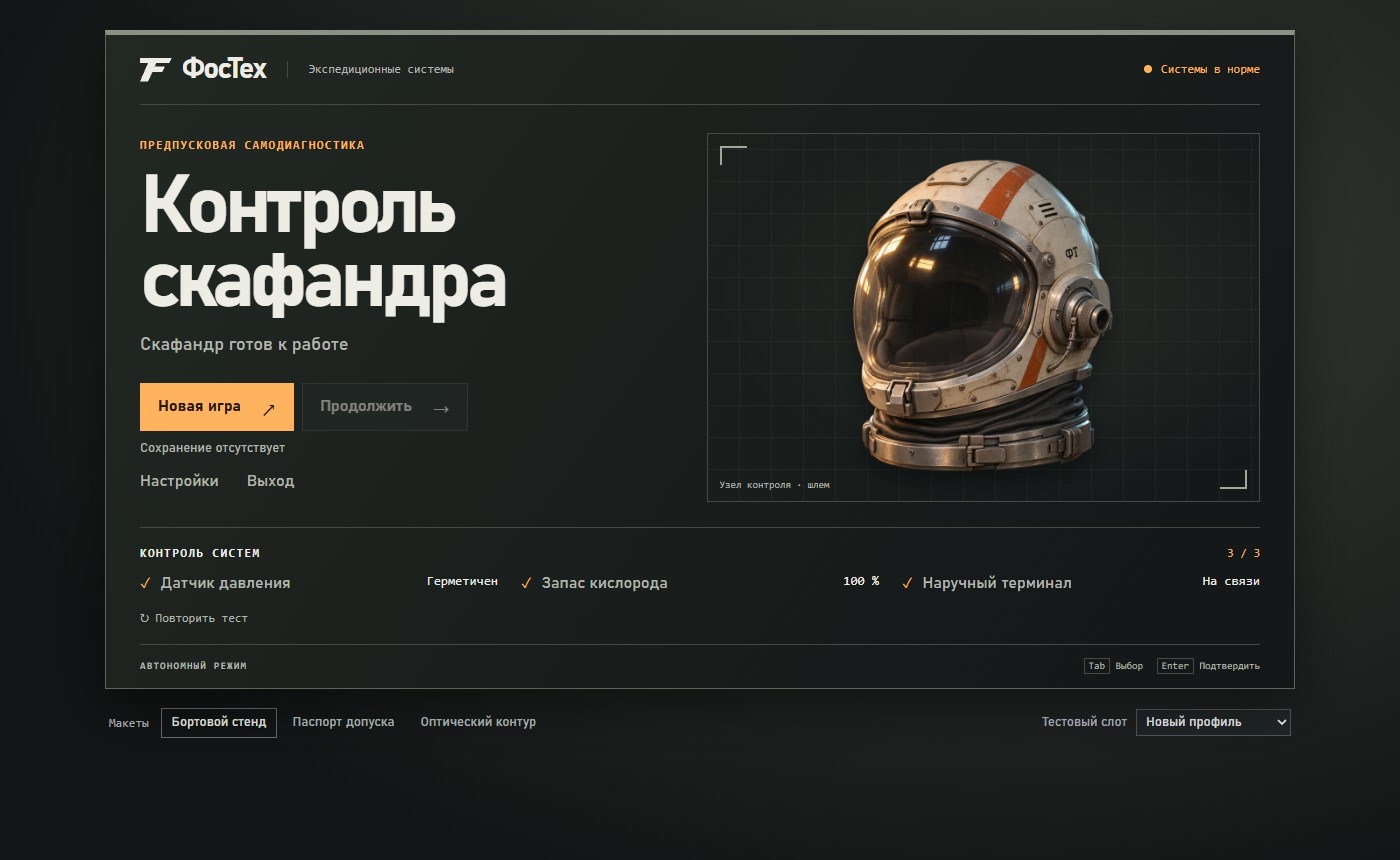 ФосТех
Экспедиционные системы
Системы в норме
ПРЕДПУСКОВАЯ САМОДИАГНОСТИКА
Контроль
скафандра
Скафандр готов к работе
Новая игра ↗
Продолжить →
Сохранение отсутствует
Настройки Выход
ФТ
Узел контроля · шлем
КОНТРОЛЬ СИСТЕМ
3 / 3
✓ Датчик давления Герметичен
✓ Запас кислорода 100 %
✓ Наручный терминал На связи
↻ Повторить тест
АВТОНОМНЫЙ РЕЖИМ
Tab Выбор Enter Подтвердить
Макеты Бортовой стенд Паспорт допуска Оптический контур
Тестовый слот Новый профиль